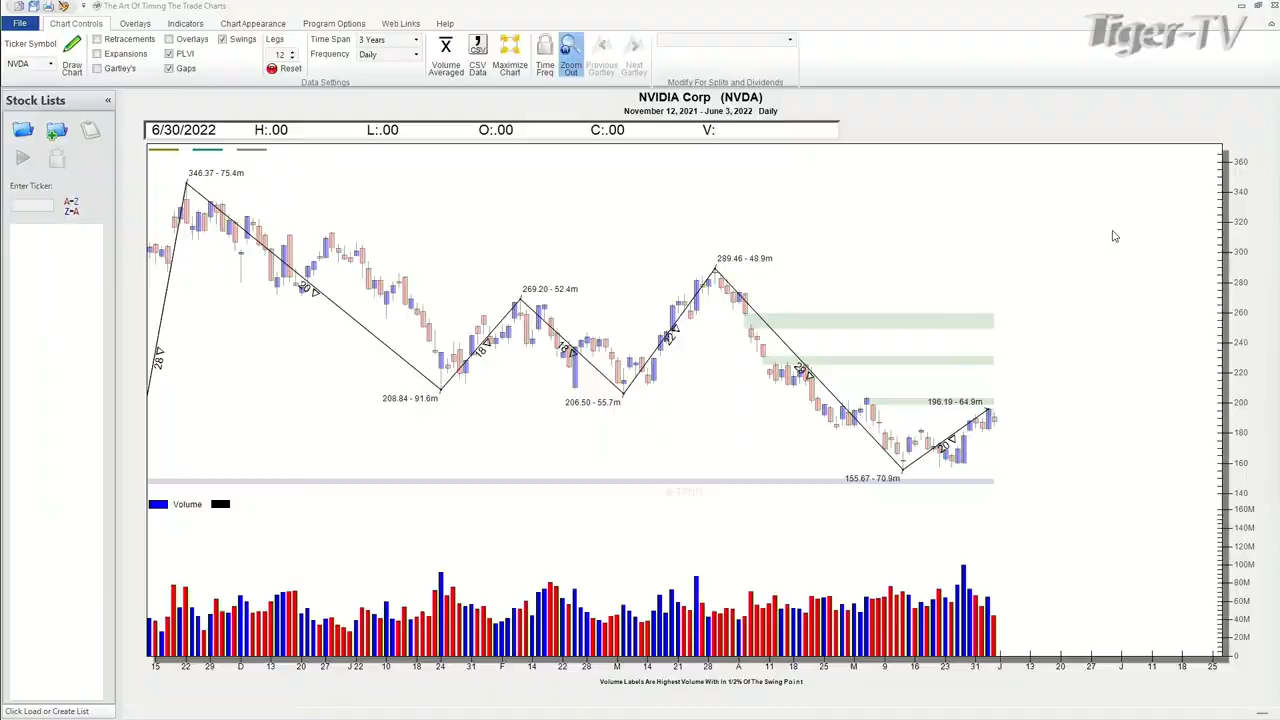 The Art Of Timing The Trade Charts
Tiger-TV
File Chart Controls Overlays Indicators Chart Appearance Program Options Web Links Help
Ticker Symbol
NVDA
Draw Chart
Retracements Overlays Swings
Expansions PLVI
Gartley's Gaps
Legs
12
Reset
Time Span 3 Years
Frequency Daily
Data Settings
Volume Averaged
CSV Data
Maximize Chart
Time Freq
Zoom Out
Previous Gartley
Next Gartley
Modify For Splits and Dividends
Stock Lists «
Enter Ticker:
A-Z
Z-A
Click Load or Create List
NVIDIA Corp (NVDA)
November 12, 2021 - June 3, 2022 Daily
6/30/2022 H:.00 L:.00 O:.00 C:.00 V:
346.37 - 75.4m
289.46 - 48.9m
269.20 - 52.4m
208.84 - 91.6m
206.50 - 55.7m
196.19 - 64.9m
155.67 - 70.9m
28
18
22
20
360
340
320
300
280
260
240
220
200
180
160
140
Volume
160M
140M
120M
100M
80M
60M
40M
20M
0
15 22 29 D 13 20 27 J 22 10 18 24 31 F 14 22 28 M 14 21 28 A 11 18 25 M 9 16 23 31 J 13 20 27 J 11 18 25
Volume Labels Are Highest Volume With In 1/2% Of The Swing Point